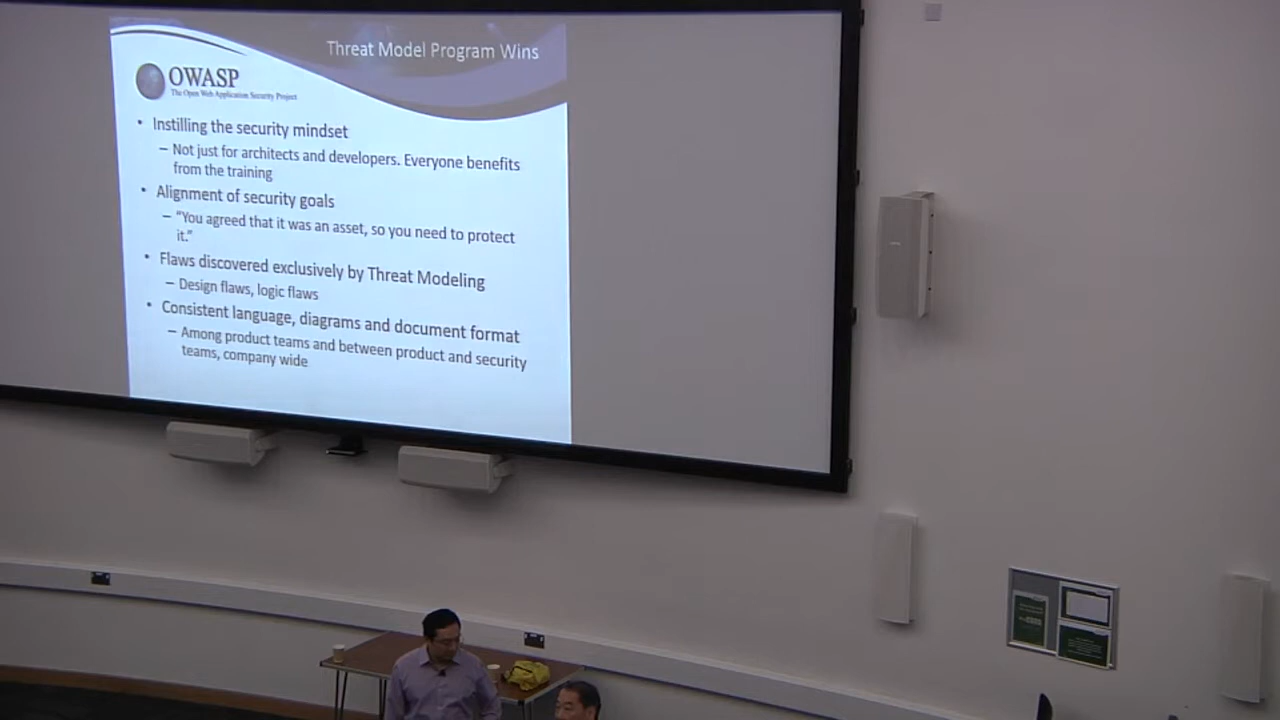 Threat Model Program Wins
OWASP
The Open Web Application Security Project
• Instilling the security mindset
– Not just for architects and developers. Everyone benefits
from the training
• Alignment of security goals
– "You agreed that it was an asset, so you need to protect
it."
• Flaws discovered exclusively by Threat Modeling
– Design flaws, logic flaws
• Consistent language, diagrams and document format
– Among product teams and between product and security
teams, company wide